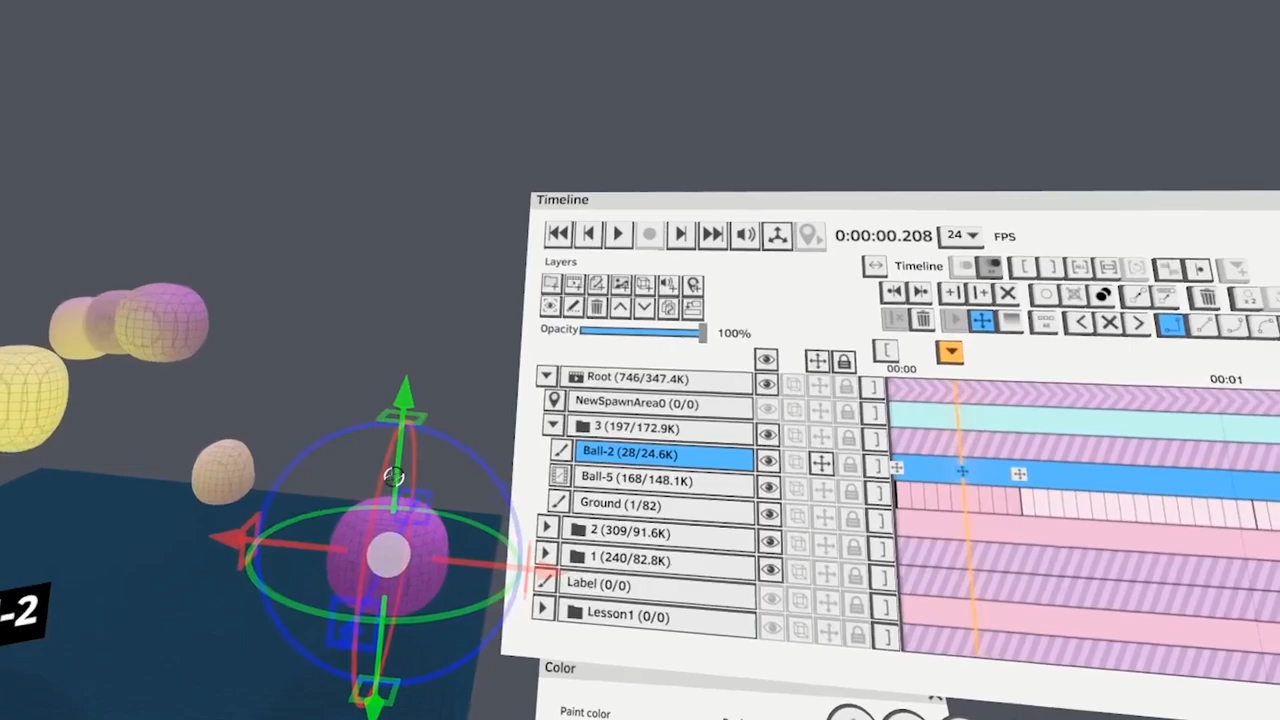 Timeline
0:00:00.208 24 FPS
Layers
Timeline
Opacity 100%
00:00
00:01
Root (746/347.4K)
NewSpawnArea0 (0/0)
3 (197/172.9K)
Ball-2 (28/24.6K)
Ball-5 (168/148.1K)
Ground (1/82)
2 (309/91.6K)
1 (240/82.8K)
Label (0/0)
Lesson1 (0/0)
-2
Color
Paint color